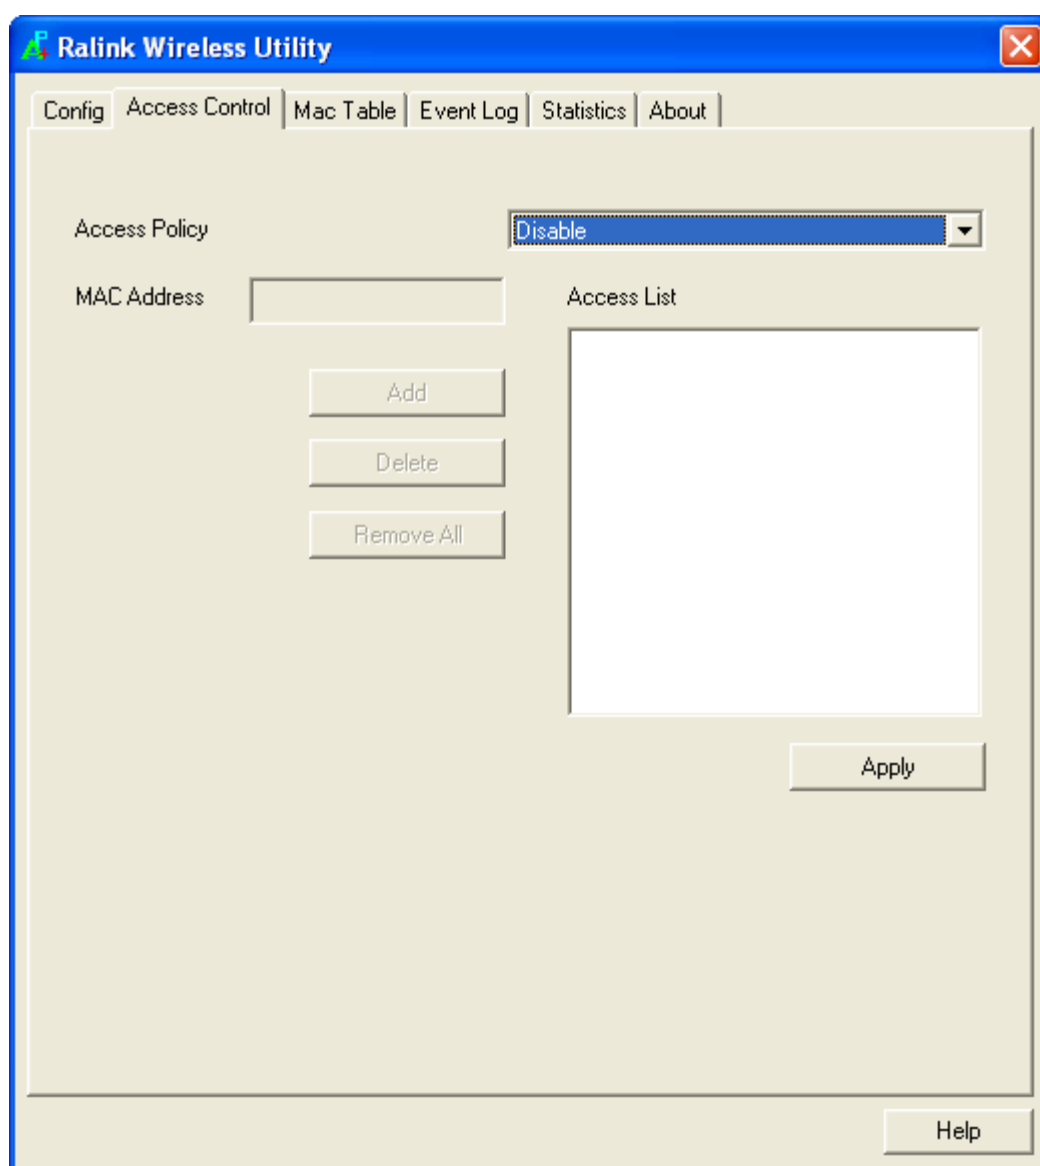 Ralink Wireless Utility
Config Access Control Mac Table Event Log Statistics About
Access Policy Disable
MAC Address Access List
Add
Delete
Remove All
Apply
Help